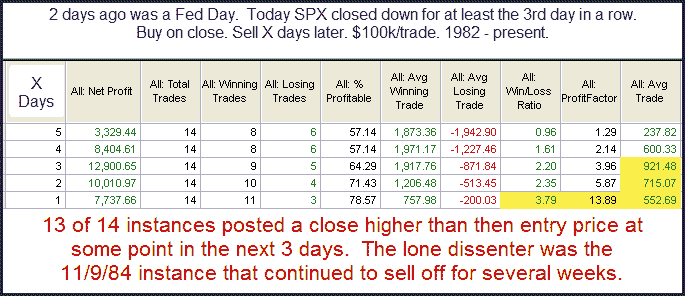 2 days ago was a Fed Day.  Today SPX closed down for at least the 3rd day in a row.
Buy on close. Sell X days later. $100k/trade. 1982 - present.
X Days All: Net Profit All: Total Trades All: Winning Trades All: Losing Trades All: % Profitable All: Avg Winning Trade All: Avg Losing Trade All: Win/Loss Ratio All: ProfitFactor All: Avg Trade
5 3,329.44 14 8 6 57.14 1,873.36 -1,942.90 0.96 1.29 237.82
4 8,404.61 14 8 6 57.14 1,971.17 -1,227.46 1.61 2.14 600.33
3 12,900.65 14 9 5 64.29 1,917.76 -871.84 2.20 3.96 921.48
2 10,010.97 14 10 4 71.43 1,206.48 -513.45 2.35 5.87 715.07
1 7,737.66 14 11 3 78.57 757.98 -200.03 3.79 13.89 552.69
13 of 14 instances posted a close higher than then entry price at
some point in the next 3 days.  The lone dissenter was the
11/9/84 instance that continued to sell off for several weeks.